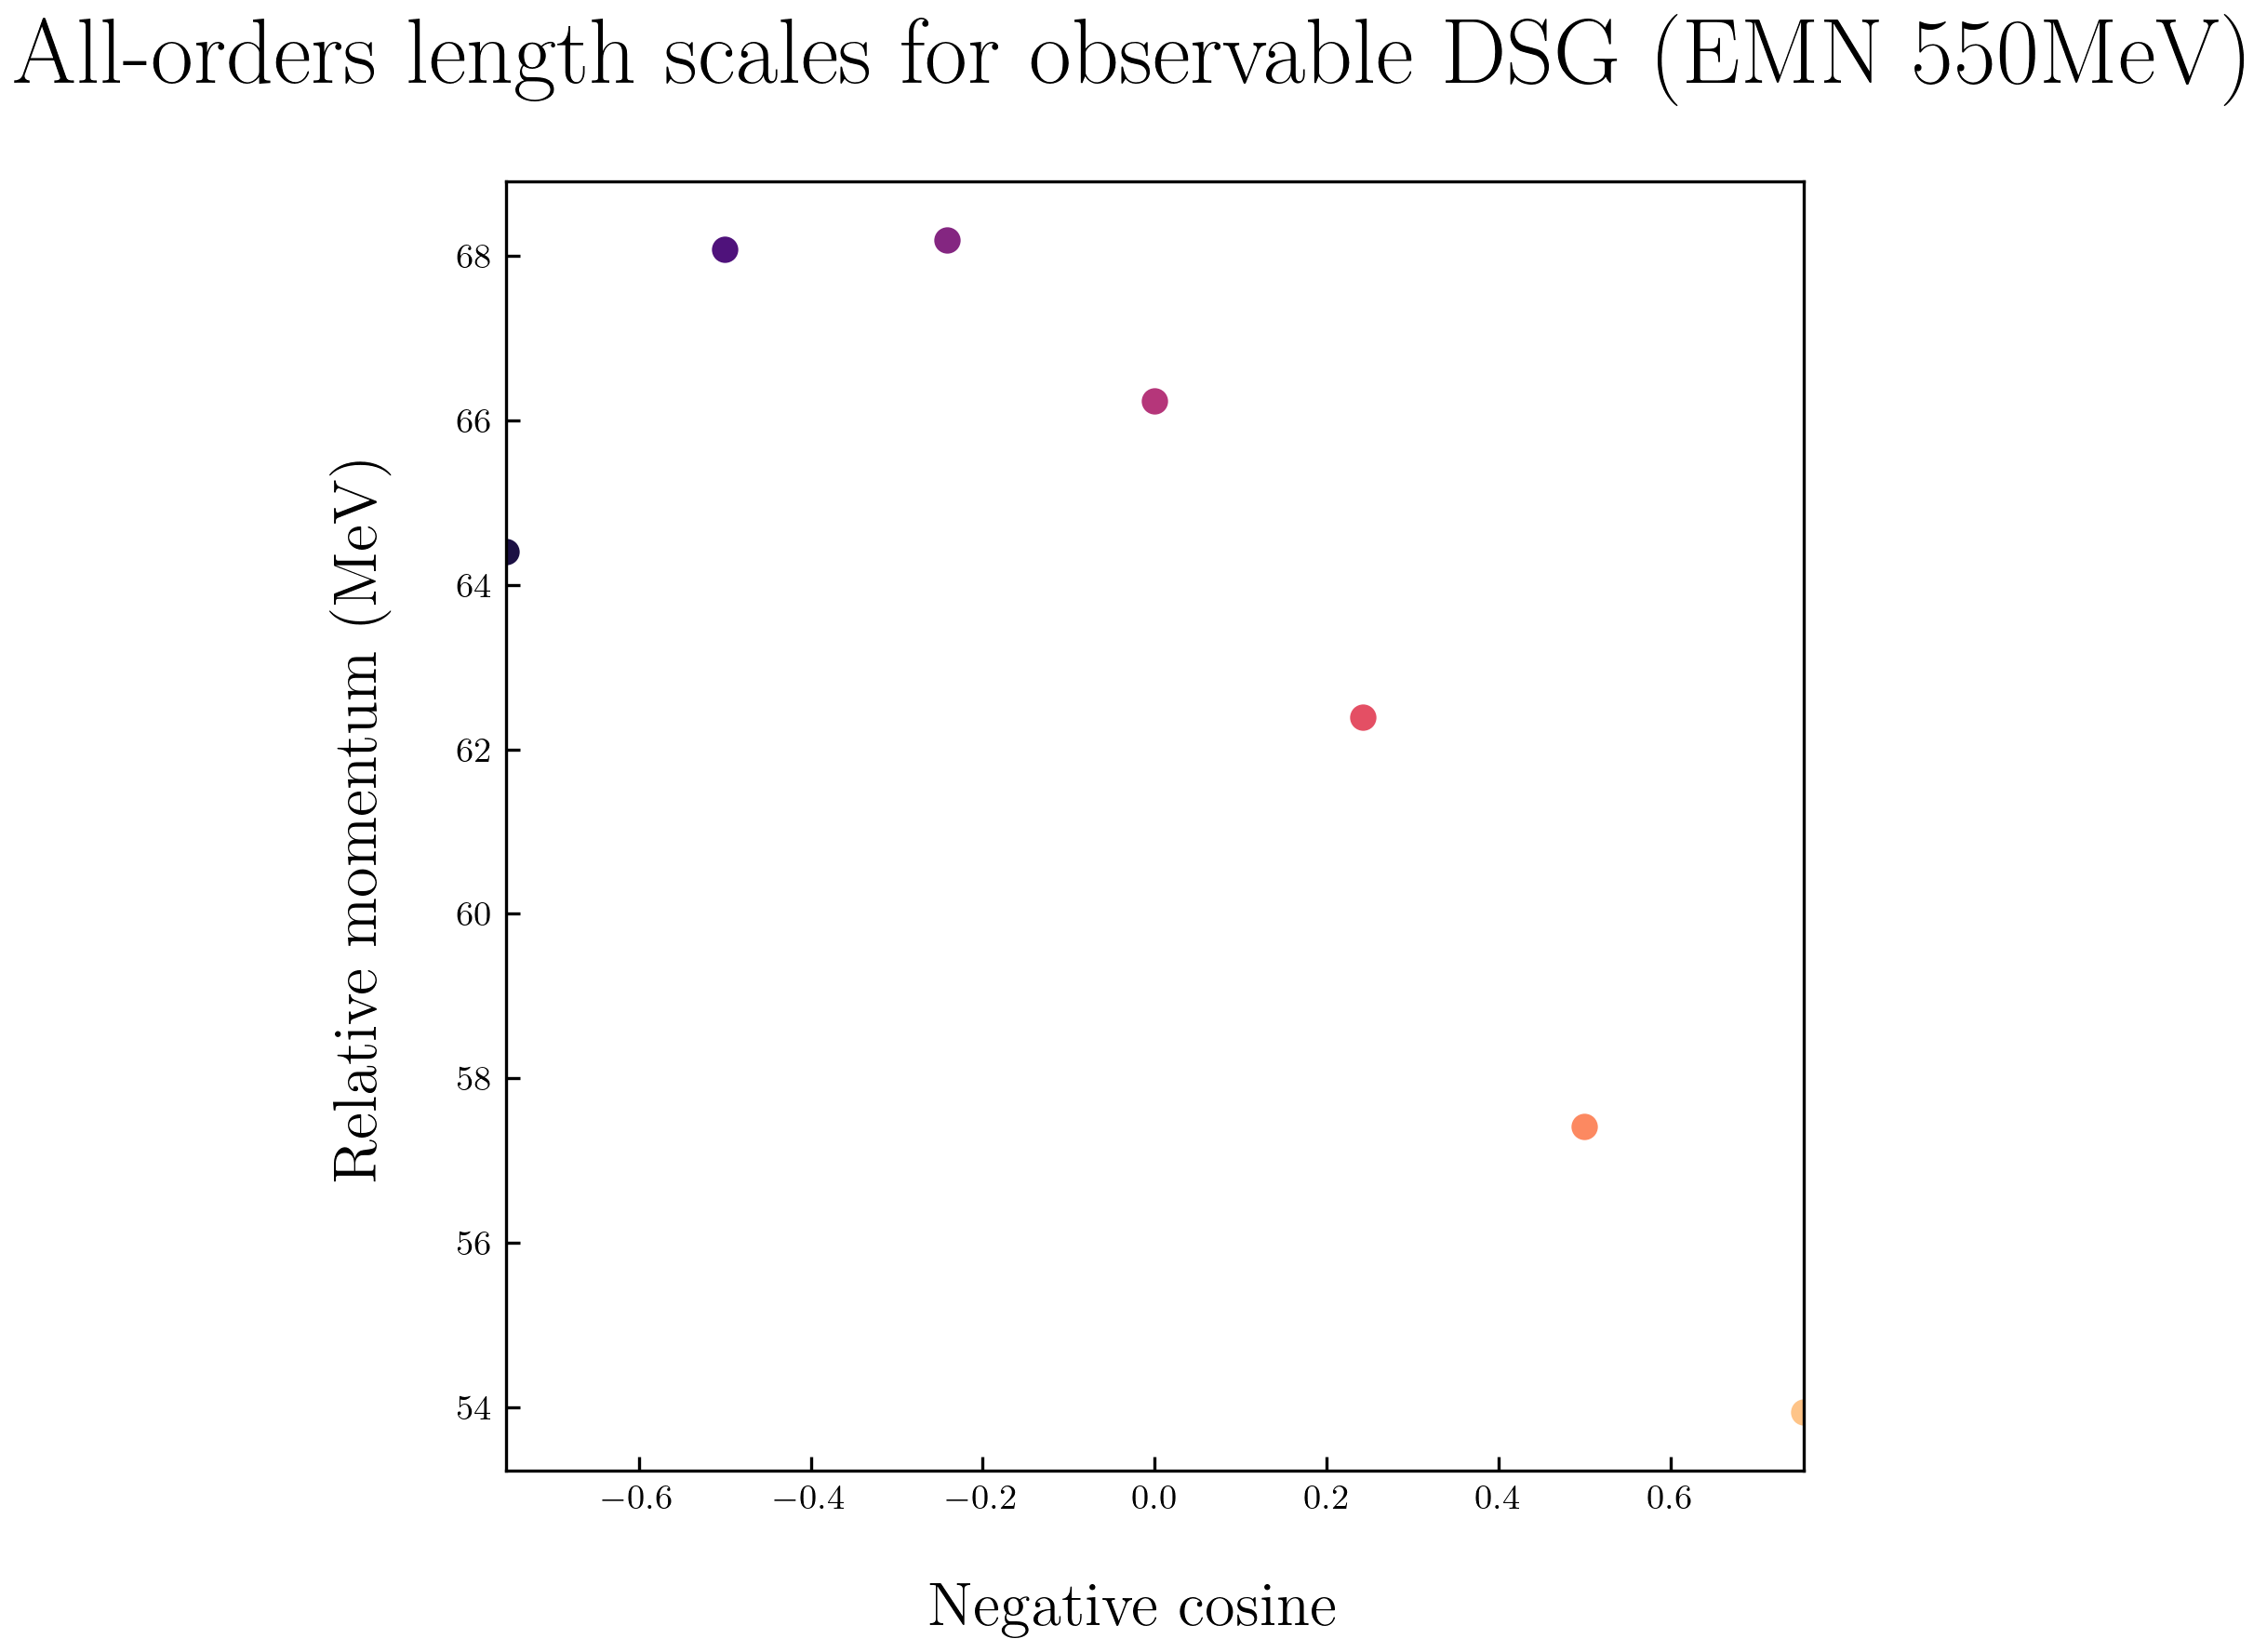 All-orders length scales for observable DSG (EMN 550MeV)
Relative momentum (MeV)
68
66
64
62
60
58
56
54
−0.6 −0.4 −0.2 0.0 0.2 0.4 0.6
Negative cosine